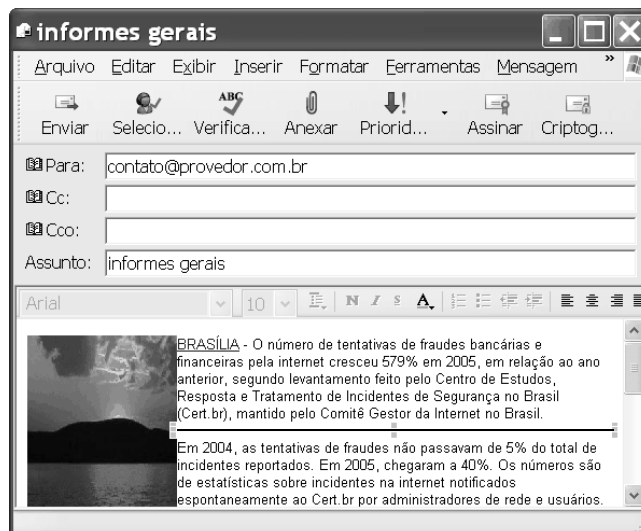 informes gerais
Arquivo Editar Exibir Inserir Formatar Ferramentas Mensagem »
Enviar Selecio... ABC Verifica... Anexar Priorid... Assinar Criptog...
Para: contato@provedor.com.br
Cc:
Cco:
Assunto: informes gerais
Arial 10 N I S A
BRASÍLIA - O número de tentativas de fraudes bancárias e
financeiras pela internet cresceu 579% em 2005, em relação ao ano
anterior, segundo levantamento feito pelo Centro de Estudos,
Resposta e Tratamento de Incidentes de Segurança no Brasil
(Cert.br), mantido pelo Comitê Gestor da Internet no Brasil.
Em 2004, as tentativas de fraudes não passavam de 5% do total de
incidentes reportados. Em 2005, chegaram a 40%. Os números são
de estatísticas sobre incidentes na internet notificados
espontaneamente ao Cert.br por administradores de rede e usuários.